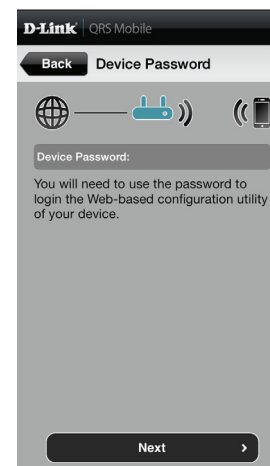 D-Link QRS Mobile
Back Device Password
Device Password:
You will need to use the password to
login the Web-based configuration utility
of your device.
Next